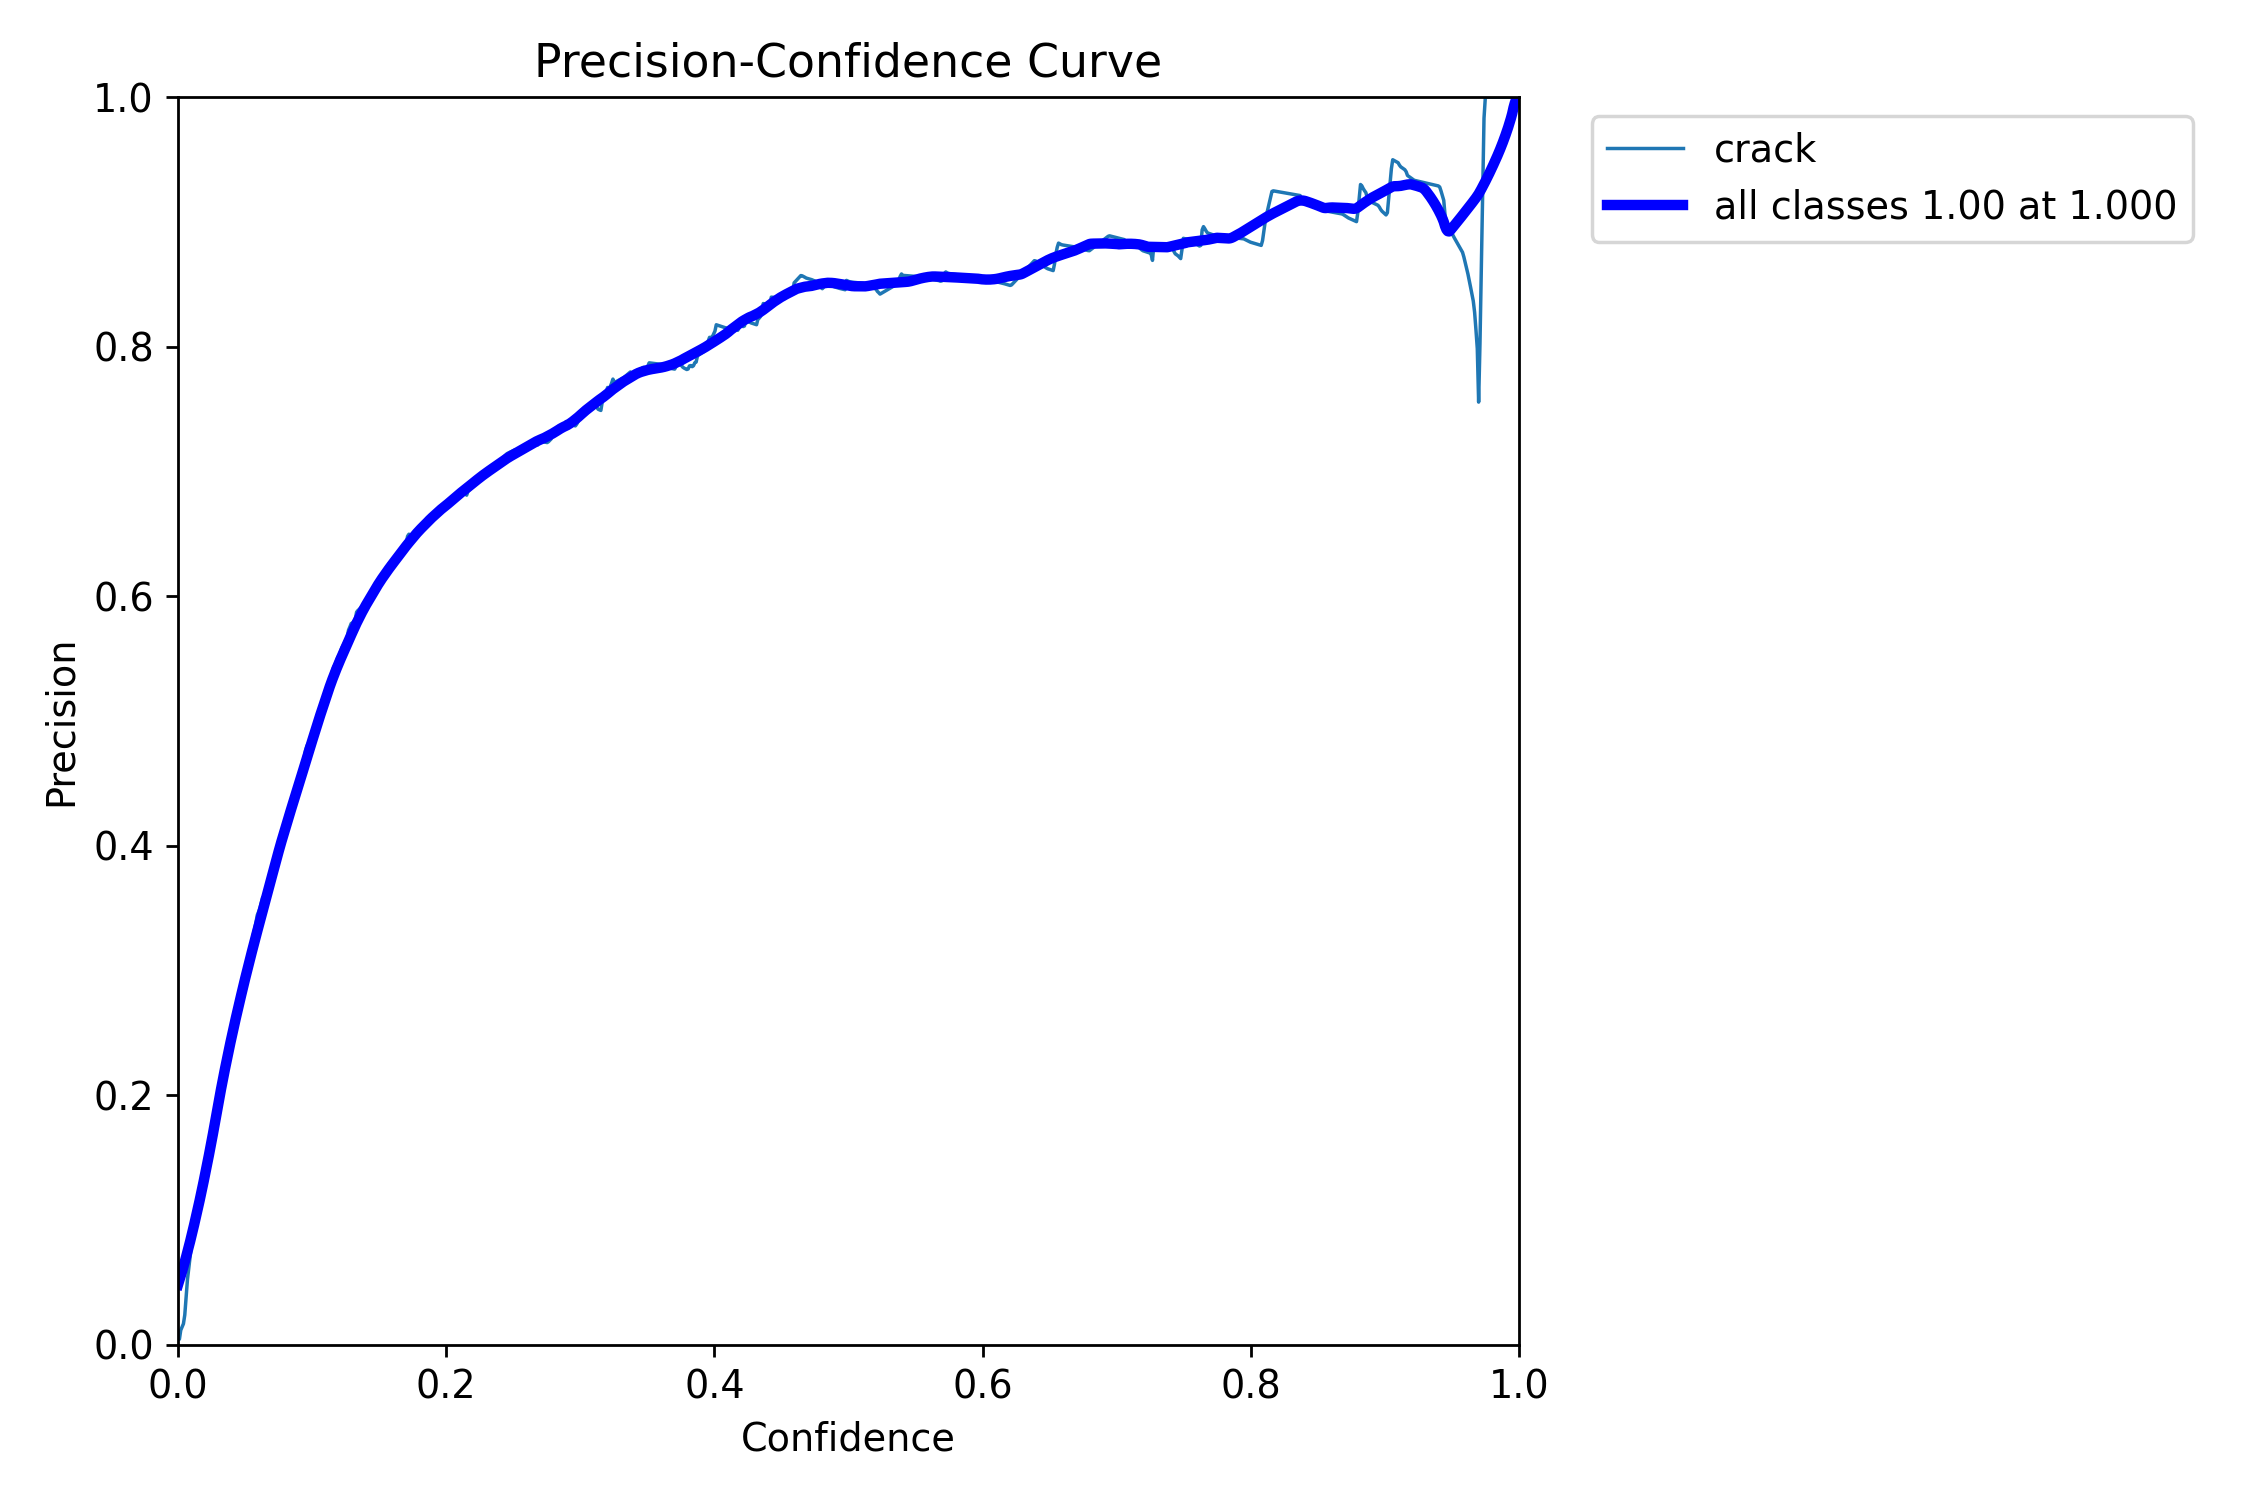 Precision-Confidence Curve
1.0
0.8
0.6
0.4
0.2
0.0
Precision
0.0 0.2 0.4 0.6 0.8 1.0
Confidence
crack
all classes 1.00 at 1.000